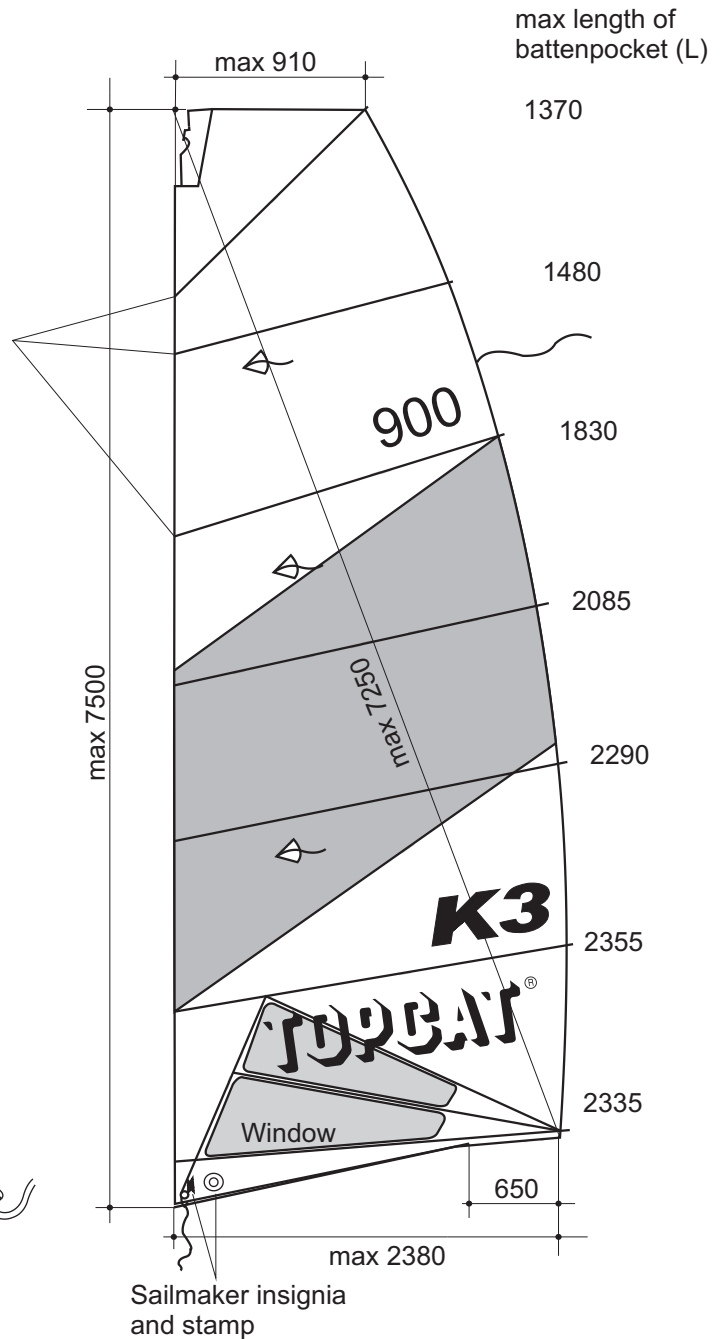 max length of
battenpocket (L)
max 910
1370
1480
900
1830
2085
max 7250
max 7500
2290
K3
2355
TOPCAT®
2335
Window
650
max 2380
Sailmaker insignia
and stamp